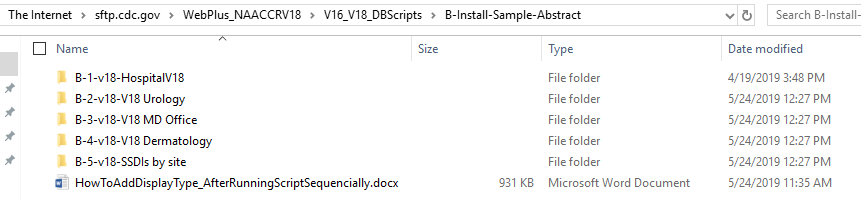 The Internet > sftp.cdc.gov > WebPlus_NAACCRV18 > V16_V18_DBScripts > B-Install-Sample-Abstract Search B-Install-
Name Size Type Date modified
B-1-v18-HospitalV18 File folder 4/19/2019 3:48 PM
B-2-v18-V18 Urology File folder 5/24/2019 12:27 PM
B-3-v18-V18 MD Office File folder 5/24/2019 12:27 PM
B-4-v18-V18 Dermatology File folder 5/24/2019 12:27 PM
B-5-v18-SSDIs by site File folder 5/24/2019 12:27 PM
HowToAddDisplayType_AfterRunningScriptSequencially.docx 931 KB Microsoft Word Document 5/24/2019 11:35 AM